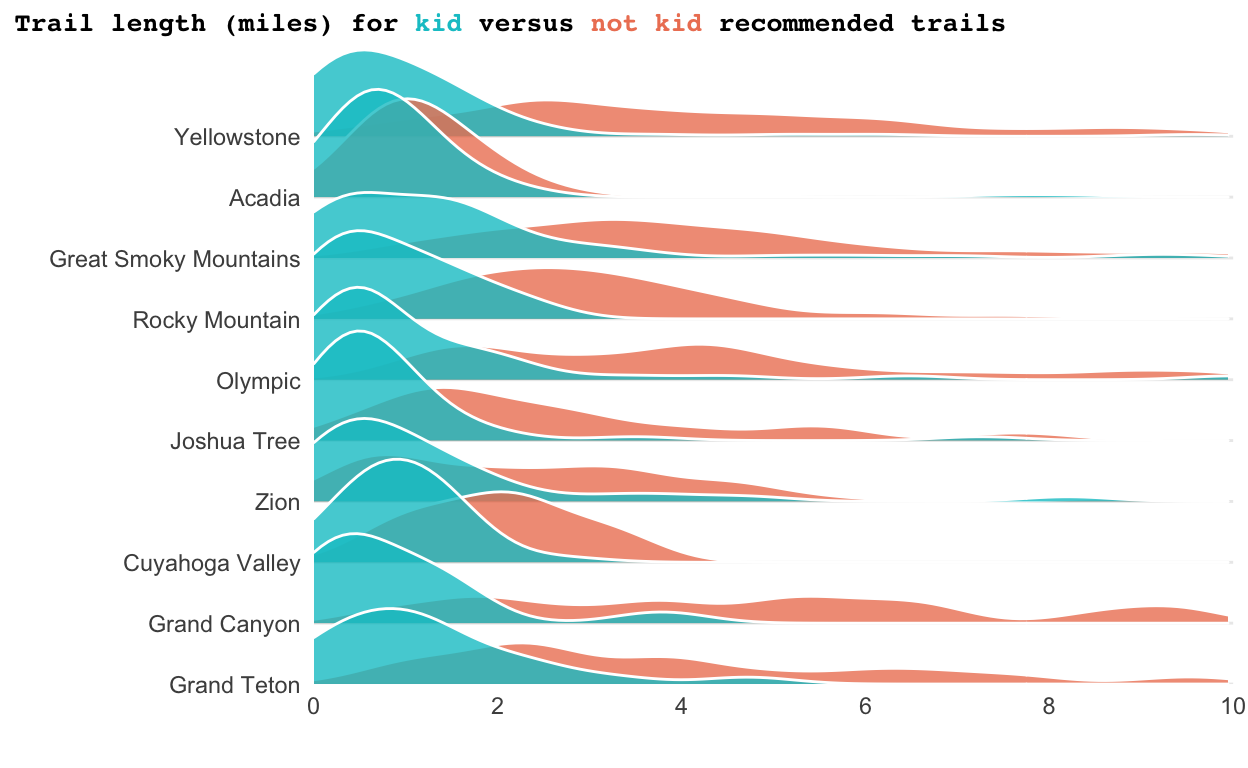 Trail length (miles) for kid versus not kid recommended trails
Yellowstone
Acadia
Great Smoky Mountains
Rocky Mountain
Olympic
Joshua Tree
Zion
Cuyahoga Valley
Grand Canyon
Grand Teton
0 2 4 6 8 10